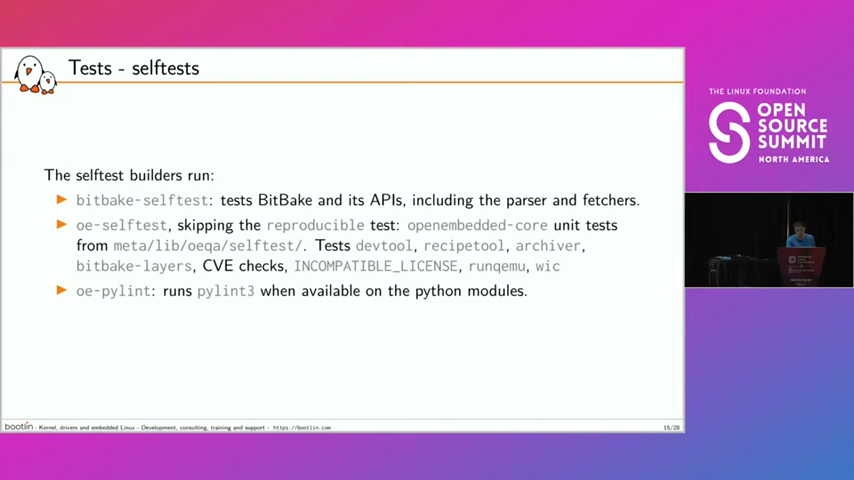 Tests - selftests
The selftest builders run:
bitbake-selftest: tests BitBake and its APIs, including the parser and fetchers.
oe-selftest, skipping the reproducible test: openembedded-core unit tests
from meta/lib/oeqa/selftest/. Tests devtool, recipetool, archiver,
bitbake-layers, CVE checks, INCOMPATIBLE_LICENSE, runqemu, wic
oe-pylint: runs pylint3 when available on the python modules.
bootlin - Kernel, drivers and embedded Linux - Development, consulting, training and support - https://bootlin.com
15/28
THE LINUX FOUNDATION
OPEN
SOURCE
SUMMIT
NORTH AMERICA